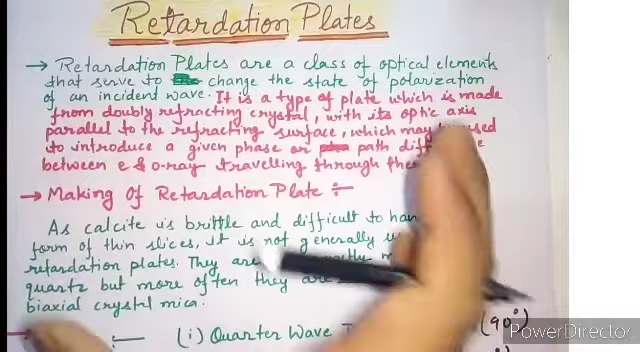 Retardation Plates
→ Retardation Plates are a class of optical elements
that serve to change the state of polarization
of an incident wave. It is a type of plate which is made
from doubly refracting crystal, with its optic axis
parallel to the refracting surface, which may used
to introduce a given phase or path
between e & o-ray travelling through
→ Making Of Retardation Plate :-
As calcite is brittle and difficult to
form of thin slices, it is not generally
retardation plates. They are
quartz but more often they are
biaxial crystal mica.
:- (i) Quarter Wave (90°)
PowerDirector